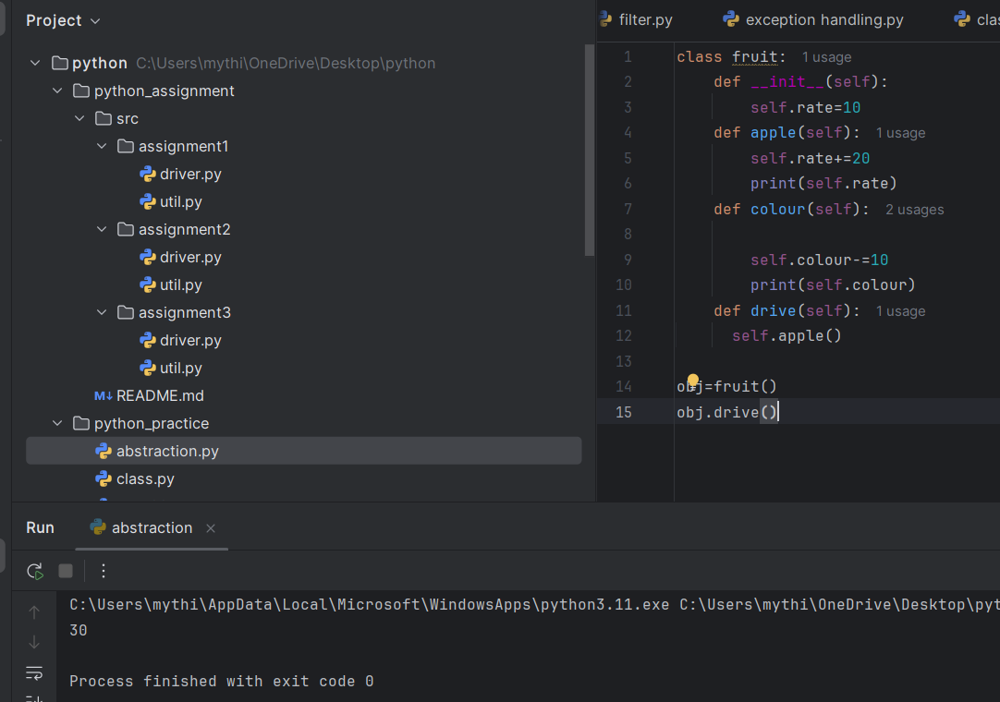 Project
python C:\Users\mythi\OneDrive\Desktop\python
python_assignment
src
assignment1
driver.py
util.py
assignment2
driver.py
util.py
assignment3
driver.py
util.py
M↓ README.md
python_practice
abstraction.py
class.py
filter.py exception handling.py clas
1 class fruit: 1 usage
2 def __init__(self):
3 self.rate=10
4 def apple(self): 1 usage
5 self.rate+=20
6 print(self.rate)
7 def colour(self): 2 usages
8
9 self.colour-=10
10 print(self.colour)
11 def drive(self): 1 usage
12 self.apple()
13
14 obj=fruit()
15 obj.drive()
Run abstraction
C:\Users\mythi\AppData\Local\Microsoft\WindowsApps\python3.11.exe C:\Users\mythi\OneDrive\Desktop\pyt
30
Process finished with exit code 0